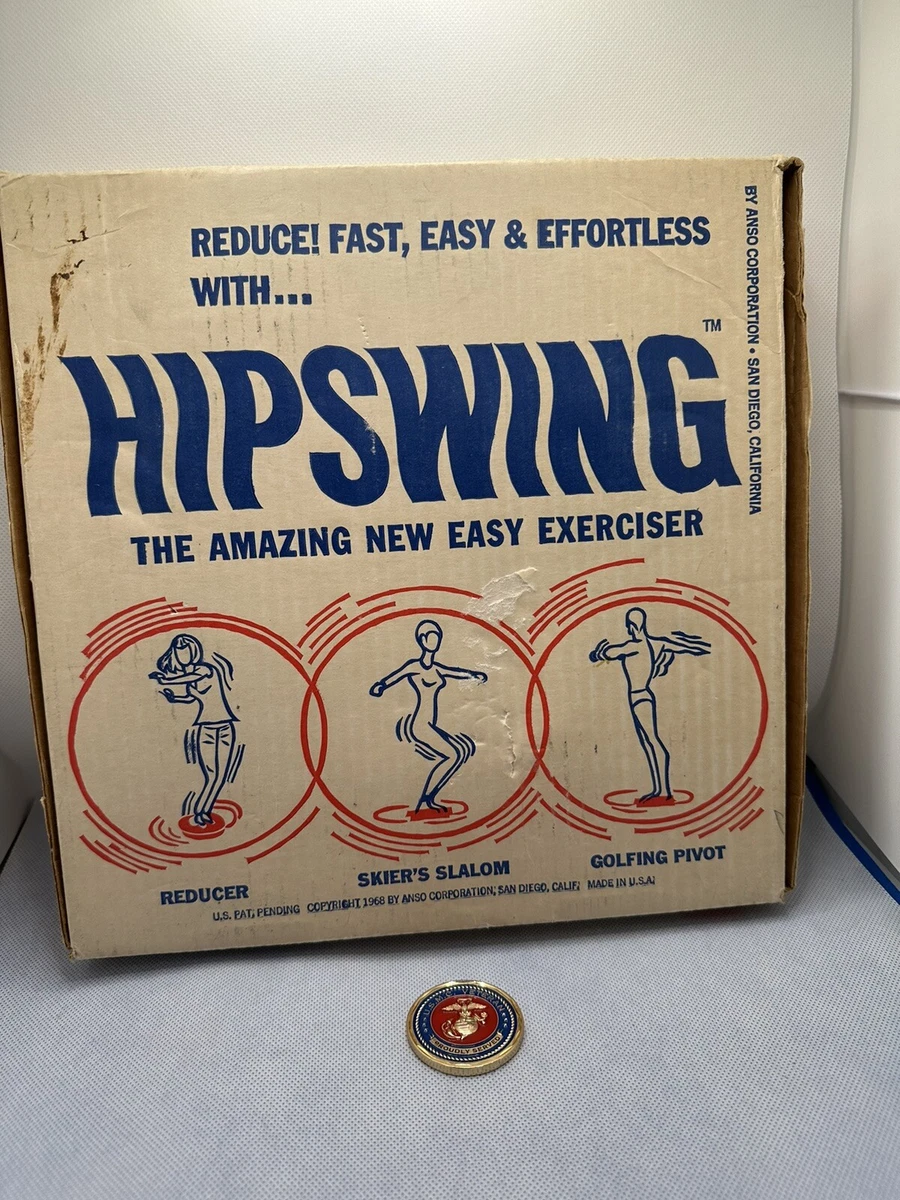 REDUCE! FAST, EASY & EFFORTLESS
WITH...
HIPSWING™
THE AMAZING NEW EASY EXERCISER
BY ANSO CORPORATION • SAN DIEGO, CALIFORNIA
REDUCER
SKIER'S SLALOM
GOLFING PIVOT
U.S. PAT, PENDING COPYRIGHT 1968 BY ANSO CORPORATION, SAN DIEGO, CALIF. MADE IN U.S.A.
U.S.M.C. VETERAN
PROUDLY SERVED